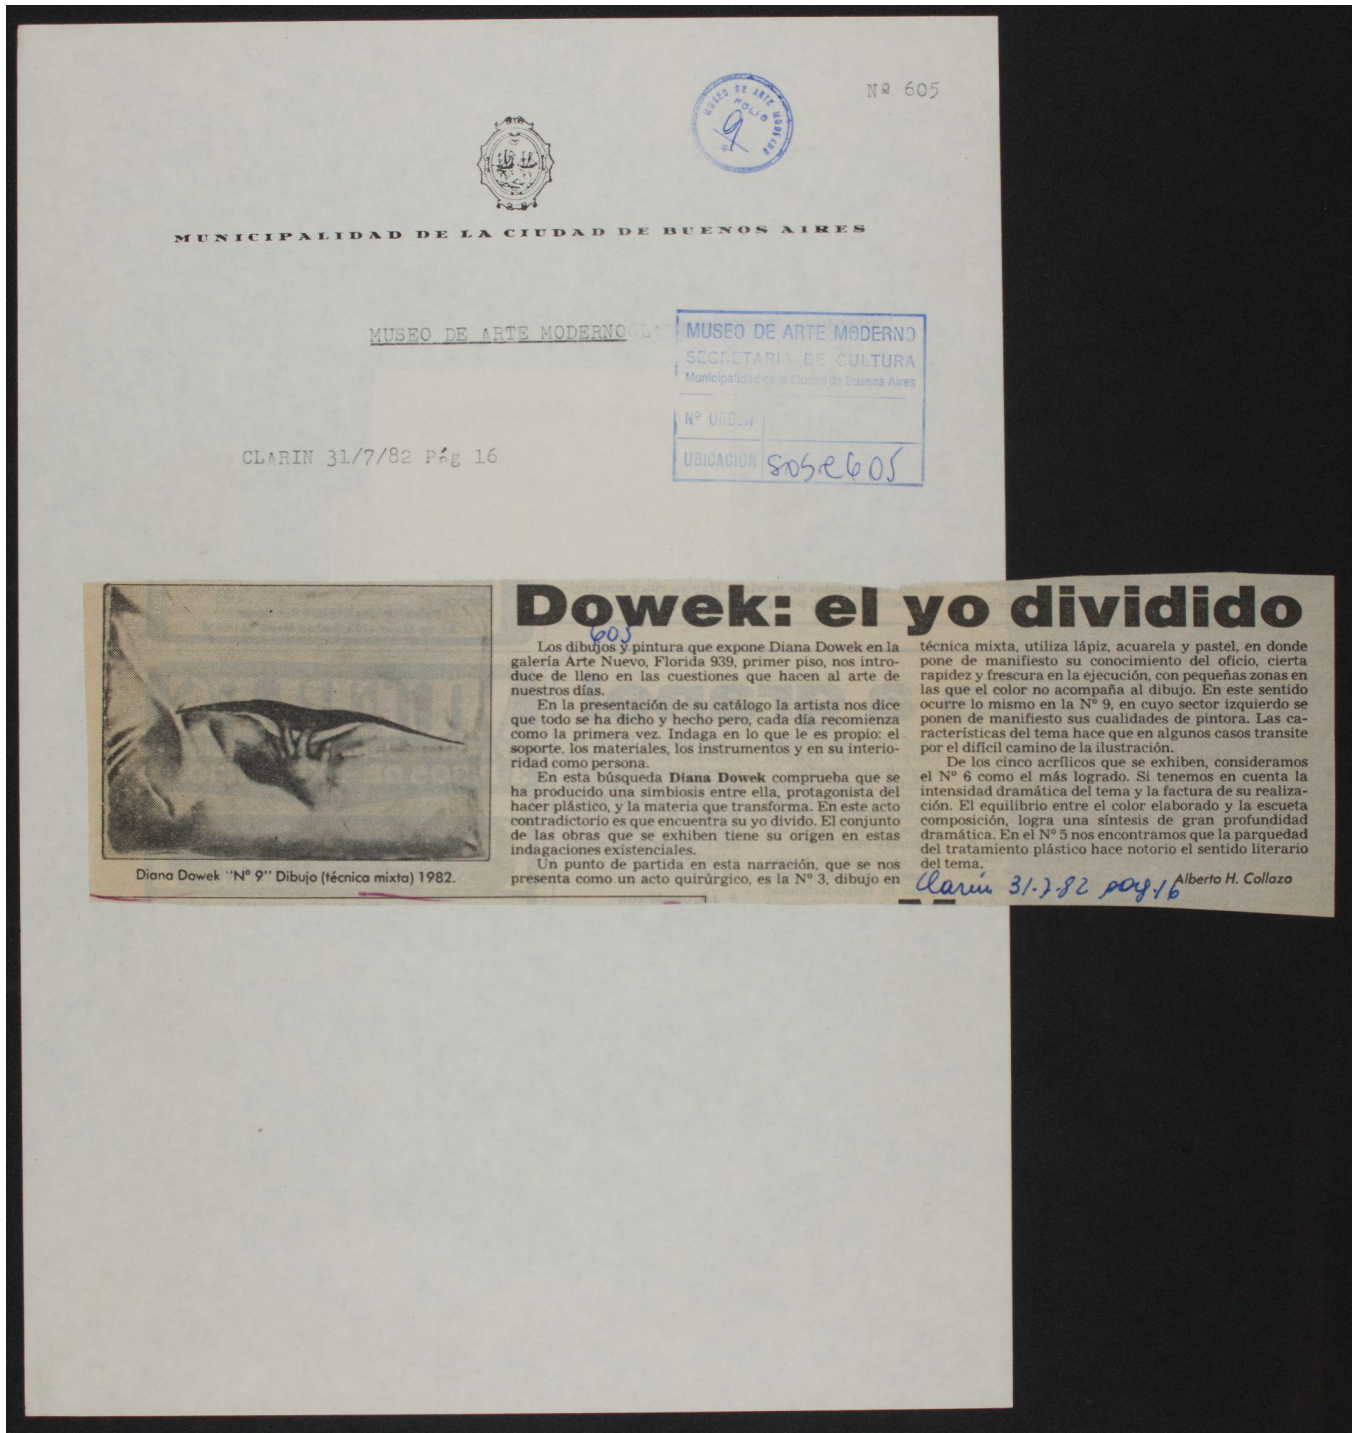 Nº 605
MUSEO DE ARTE MODERNO
FOLIO
9
MUNICIPALIDAD DE LA CIUDAD DE BUENOS AIRES
MUSEO DE ARTE MODERNO
MUSEO DE ARTE MODERNO
SECRETARIA DE CULTURA
Municipalidad de la Ciudad de Buenos Aires
Nº ORDEN
UBICACION sobre 605
CLARIN 31/7/82 Pág 16
Dowek: el yo dividido
605
Los dibujos y pintura que expone Diana Dowek en la
galería Arte Nuevo, Florida 939, primer piso, nos intro-
duce de lleno en las cuestiones que hacen al arte de
nuestros días.
En la presentación de su catálogo la artista nos dice
que todo se ha dicho y hecho pero, cada día recomienza
como la primera vez. Indaga en lo que le es propio: el
soporte, los materiales, los instrumentos y en su interio-
ridad como persona.
En esta búsqueda Diana Dowek comprueba que se
ha producido una simbiosis entre ella, protagonista del
hacer plástico, y la materia que transforma. En este acto
contradictorio es que encuentra su yo divido. El conjunto
de las obras que se exhiben tiene su origen en estas
indagaciones existenciales.
Un punto de partida en esta narración, que se nos
presenta como un acto quirúrgico, es la Nº 3, dibujo en
técnica mixta, utiliza lápiz, acuarela y pastel, en donde
pone de manifiesto su conocimiento del oficio, cierta
rapidez y frescura en la ejecución, con pequeñas zonas en
las que el color no acompaña al dibujo. En este sentido
ocurre lo mismo en la Nº 9, en cuyo sector izquierdo se
ponen de manifiesto sus cualidades de pintora. Las ca-
racterísticas del tema hace que en algunos casos transite
por el difícil camino de la ilustración.
De los cinco acrílicos que se exhiben, consideramos
el Nº 6 como el más logrado. Si tenemos en cuenta la
intensidad dramática del tema y la factura de su realiza-
ción. El equilibrio entre el color elaborado y la escueta
composición, logra una síntesis de gran profundidad
dramática. En el Nº 5 nos encontramos que la parquedad
del tratamiento plástico hace notorio el sentido literario
del tema.
Alberto H. Collazo
Clarín 31.7.82 pag.16
Diana Dowek "Nº 9" Dibujo (técnica mixta) 1982.